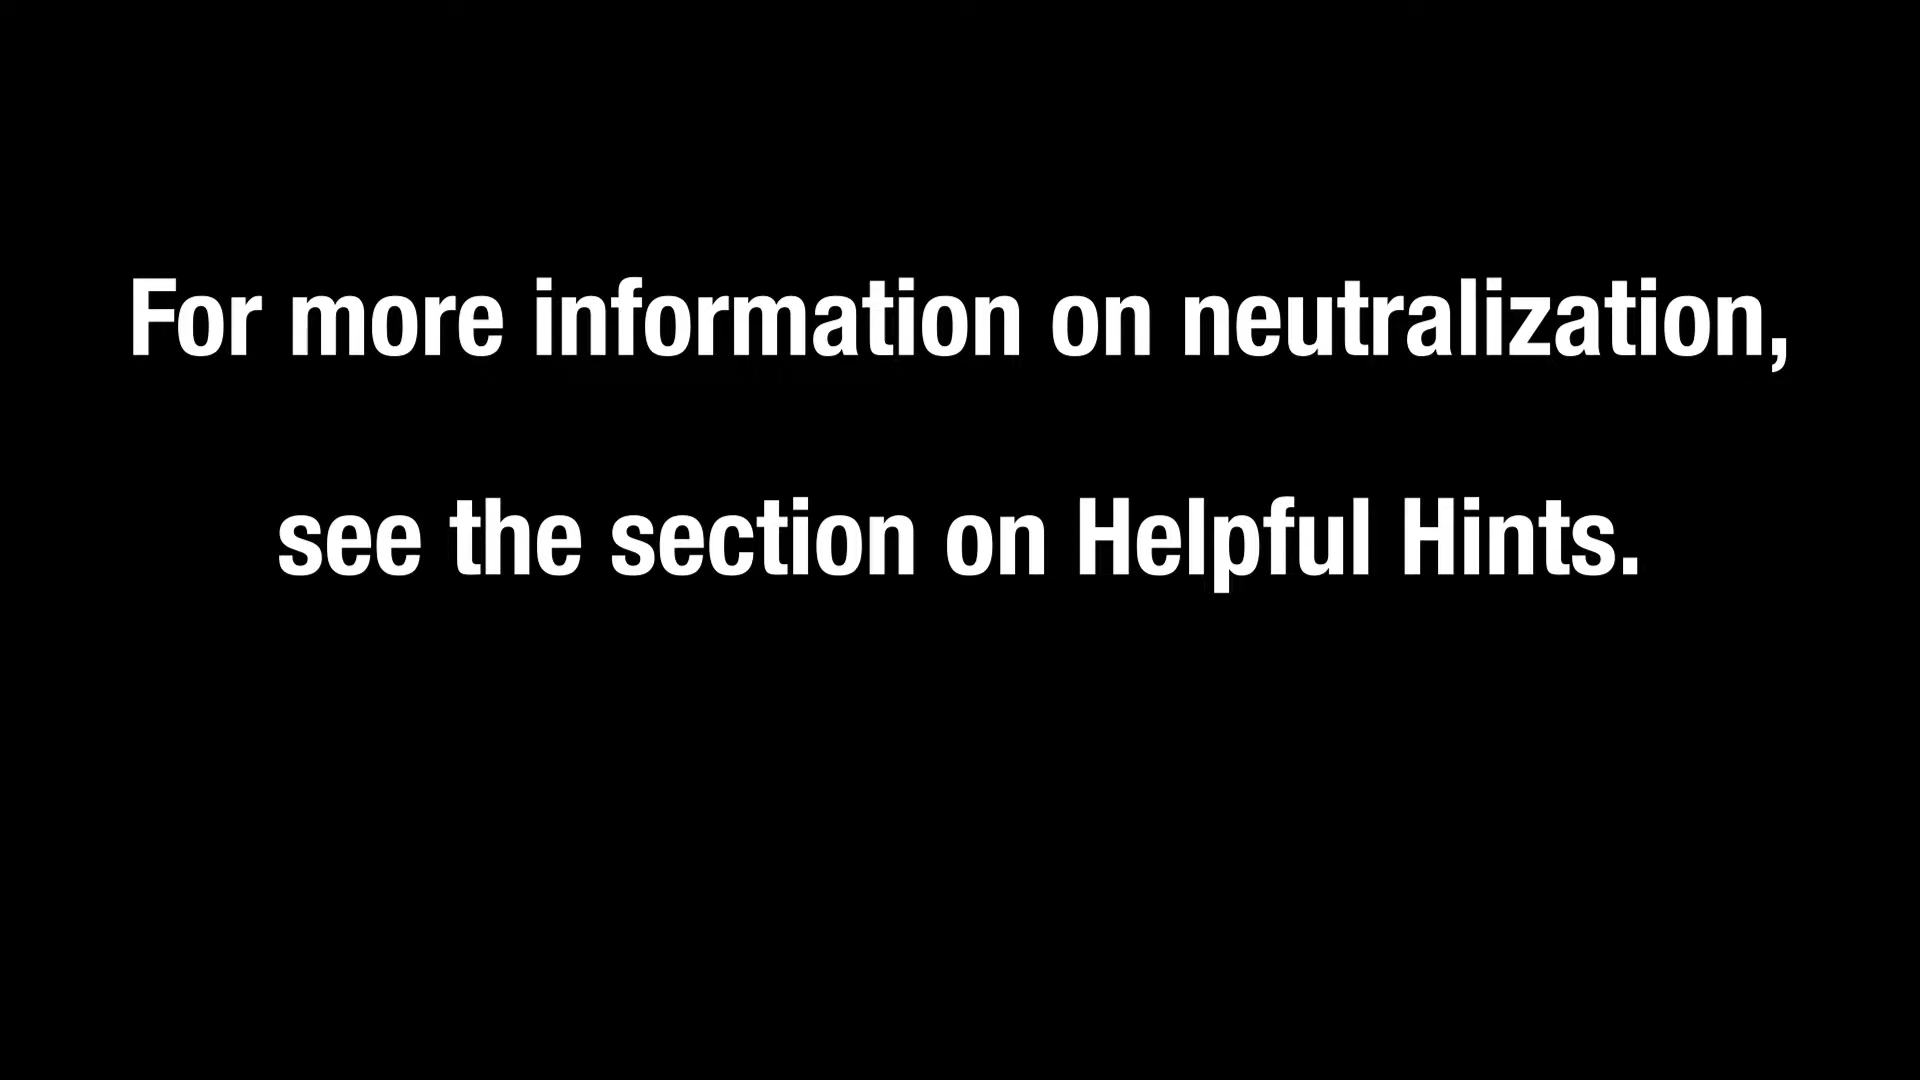 For more information on neutralization,
see the section on Helpful Hints.